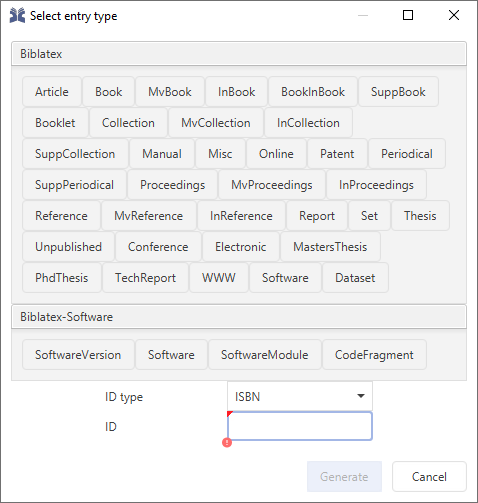 Select entry type
Biblatex
Article Book MvBook InBook BookInBook SuppBook
Booklet Collection MvCollection InCollection
SuppCollection Manual Misc Online Patent Periodical
SuppPeriodical Proceedings MvProceedings InProceedings
Reference MvReference InReference Report Set Thesis
Unpublished Conference Electronic MastersThesis
PhdThesis TechReport WWW Software Dataset
Biblatex-Software
SoftwareVersion Software SoftwareModule CodeFragment
ID type ISBN
ID
Generate Cancel